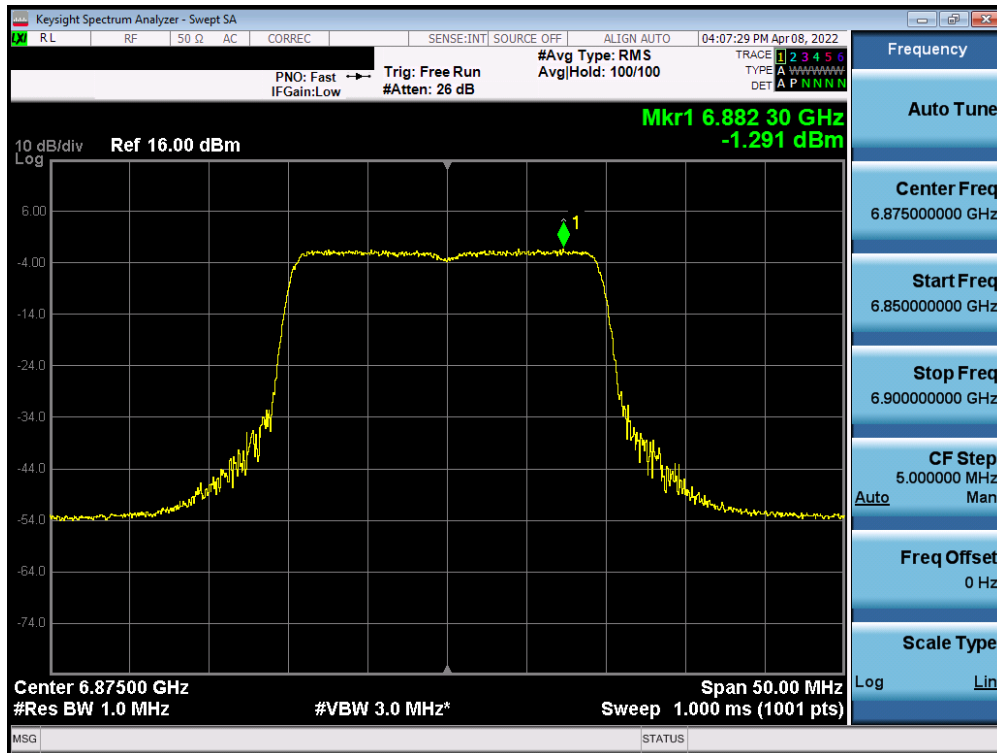 Keysight Spectrum Analyzer - Swept SA
LXI RL RF 50 Ω AC CORREC SENSE:INT SOURCE OFF ALIGN AUTO 04:07:29 PM Apr 08, 2022
#Avg Type: RMS
Avg|Hold: 100/100
TRACE 1 2 3 4 5 6
TYPE A WWWWW
DET A P N N N N
PNO: Fast
IFGain:Low
Trig: Free Run
#Atten: 26 dB
Frequency
Auto Tune
Mkr1 6.882 30 GHz
-1.291 dBm
10 dB/div
Log
Ref 16.00 dBm
1
6.00
-4.00
-14.0
-24.0
-34.0
-44.0
-54.0
-64.0
-74.0
Center 6.87500 GHz
#Res BW 1.0 MHz
#VBW 3.0 MHz*
Span 50.00 MHz
Sweep 1.000 ms (1001 pts)
Center Freq
6.875000000 GHz
Start Freq
6.850000000 GHz
Stop Freq
6.900000000 GHz
CF Step
5.000000 MHz
Auto Man
Freq Offset
0 Hz
Scale Type
Log Lin
MSG STATUS